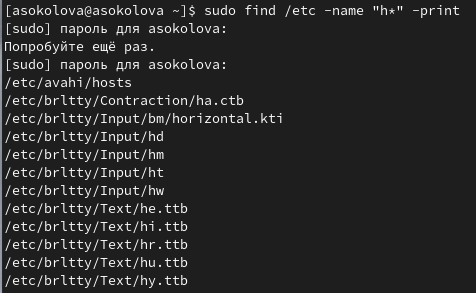 [asokolova@asokolova ~]$ sudo find /etc -name "h*" -print
[sudo] пароль для asokolova:
Попробуйте ещё раз.
[sudo] пароль для asokolova:
/etc/avahi/hosts
/etc/brltty/Contraction/ha.ctb
/etc/brltty/Input/bm/horizontal.kti
/etc/brltty/Input/hd
/etc/brltty/Input/hm
/etc/brltty/Input/ht
/etc/brltty/Input/hw
/etc/brltty/Text/he.ttb
/etc/brltty/Text/hi.ttb
/etc/brltty/Text/hr.ttb
/etc/brltty/Text/hu.ttb
/etc/brltty/Text/hy.ttb